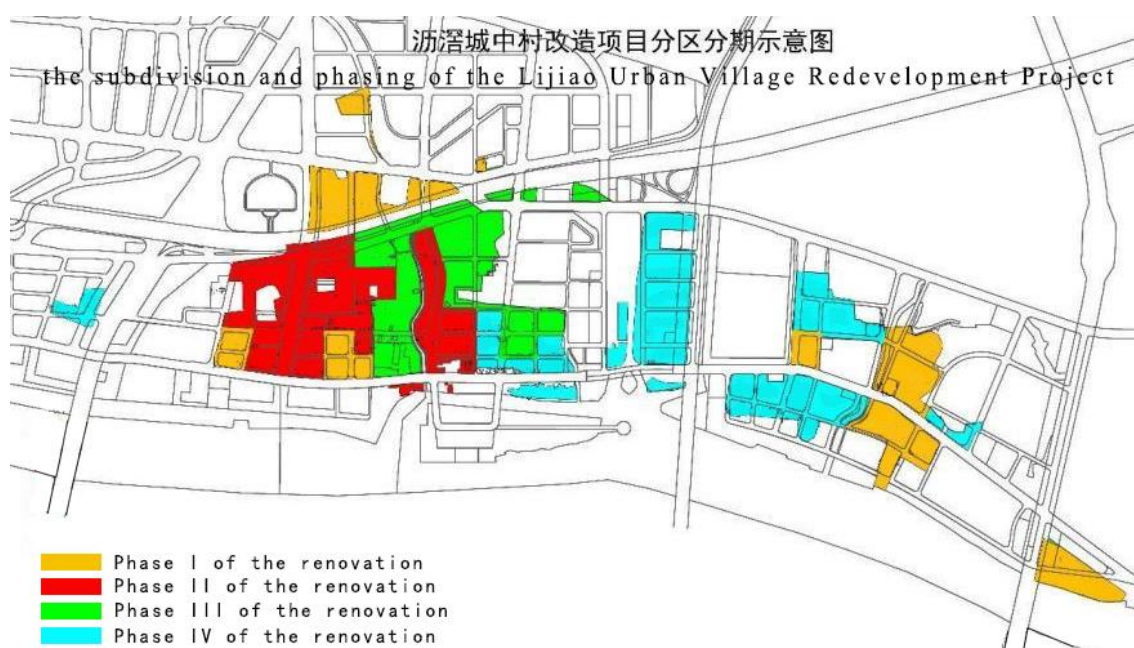 沥滘城中村改造项目分区分期示意图
the subdivision and phasing of the Lijiao Urban Village Redevelopment Project
Phase I of the renovation
Phase II of the renovation
Phase III of the renovation
Phase IV of the renovation